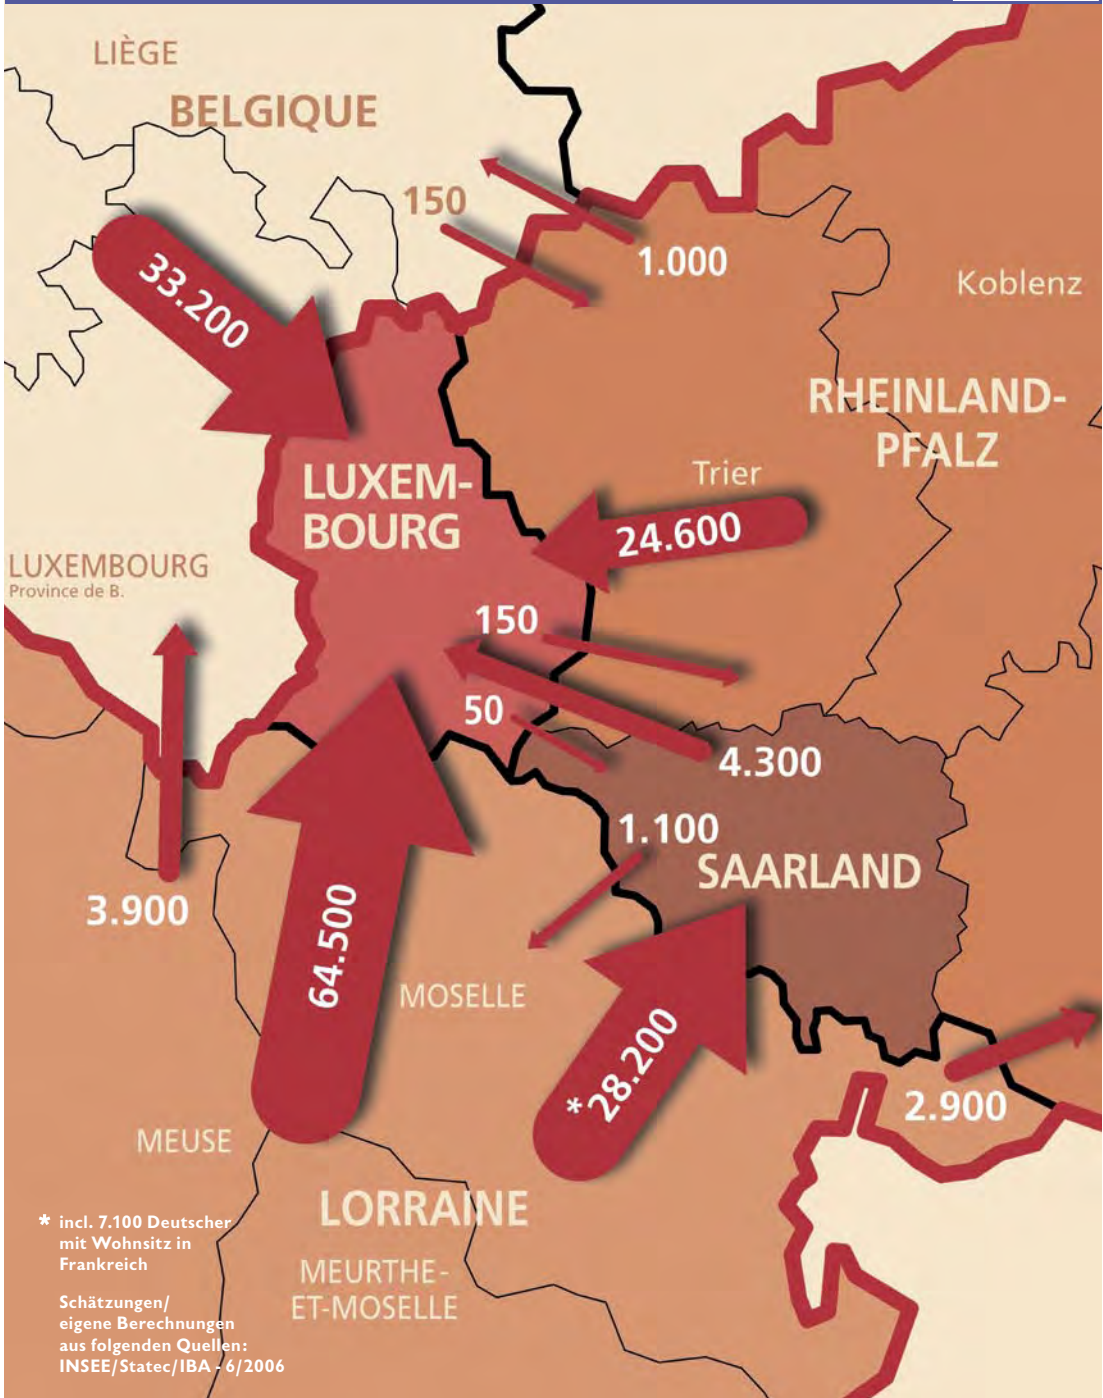 LIÈGE
BELGIQUE
150
1.000
33.200
Koblenz
RHEINLAND-
PFALZ
Trier
LUXEM-
BOURG
24.600
LUXEMBOURG
Province de B.
150
50
4.300
1.100
SAARLAND
3.900
64.500
MOSELLE
*28.200
2.900
MEUSE
LORRAINE
MEURTHE-
ET-MOSELLE
* incl. 7.100 Deutscher
mit Wohnsitz in
Frankreich
Schätzungen/
eigene Berechnungen
aus folgenden Quellen:
INSEE/Statec/IBA - 6/2006